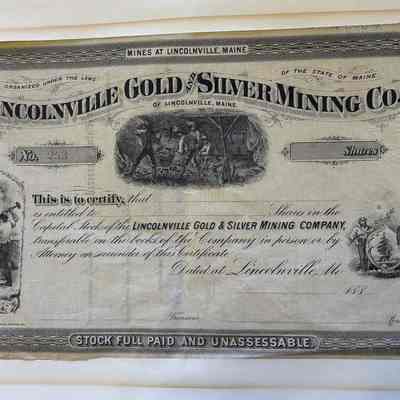 MINES AT LINCOLNVILLE, MAINE.
ORGANIZED UNDER THE LAWS OF THE STATE OF MAINE
NCOLNVILLE GOLD AND SILVER MINING CO.
OF LINCOLNVILLE, MAINE.
No. Shares
This is to certify, that
is entitled to Shares in the
Capital Stock of the LINCOLNVILLE GOLD & SILVER MINING COMPANY,
transferable on the books of the Company in person or by
Attorney on surrender of this Certificate
Dated at Lincolnville, Me. 188
Treasurer.
STOCK FULL PAID AND UNASSESSABLE.